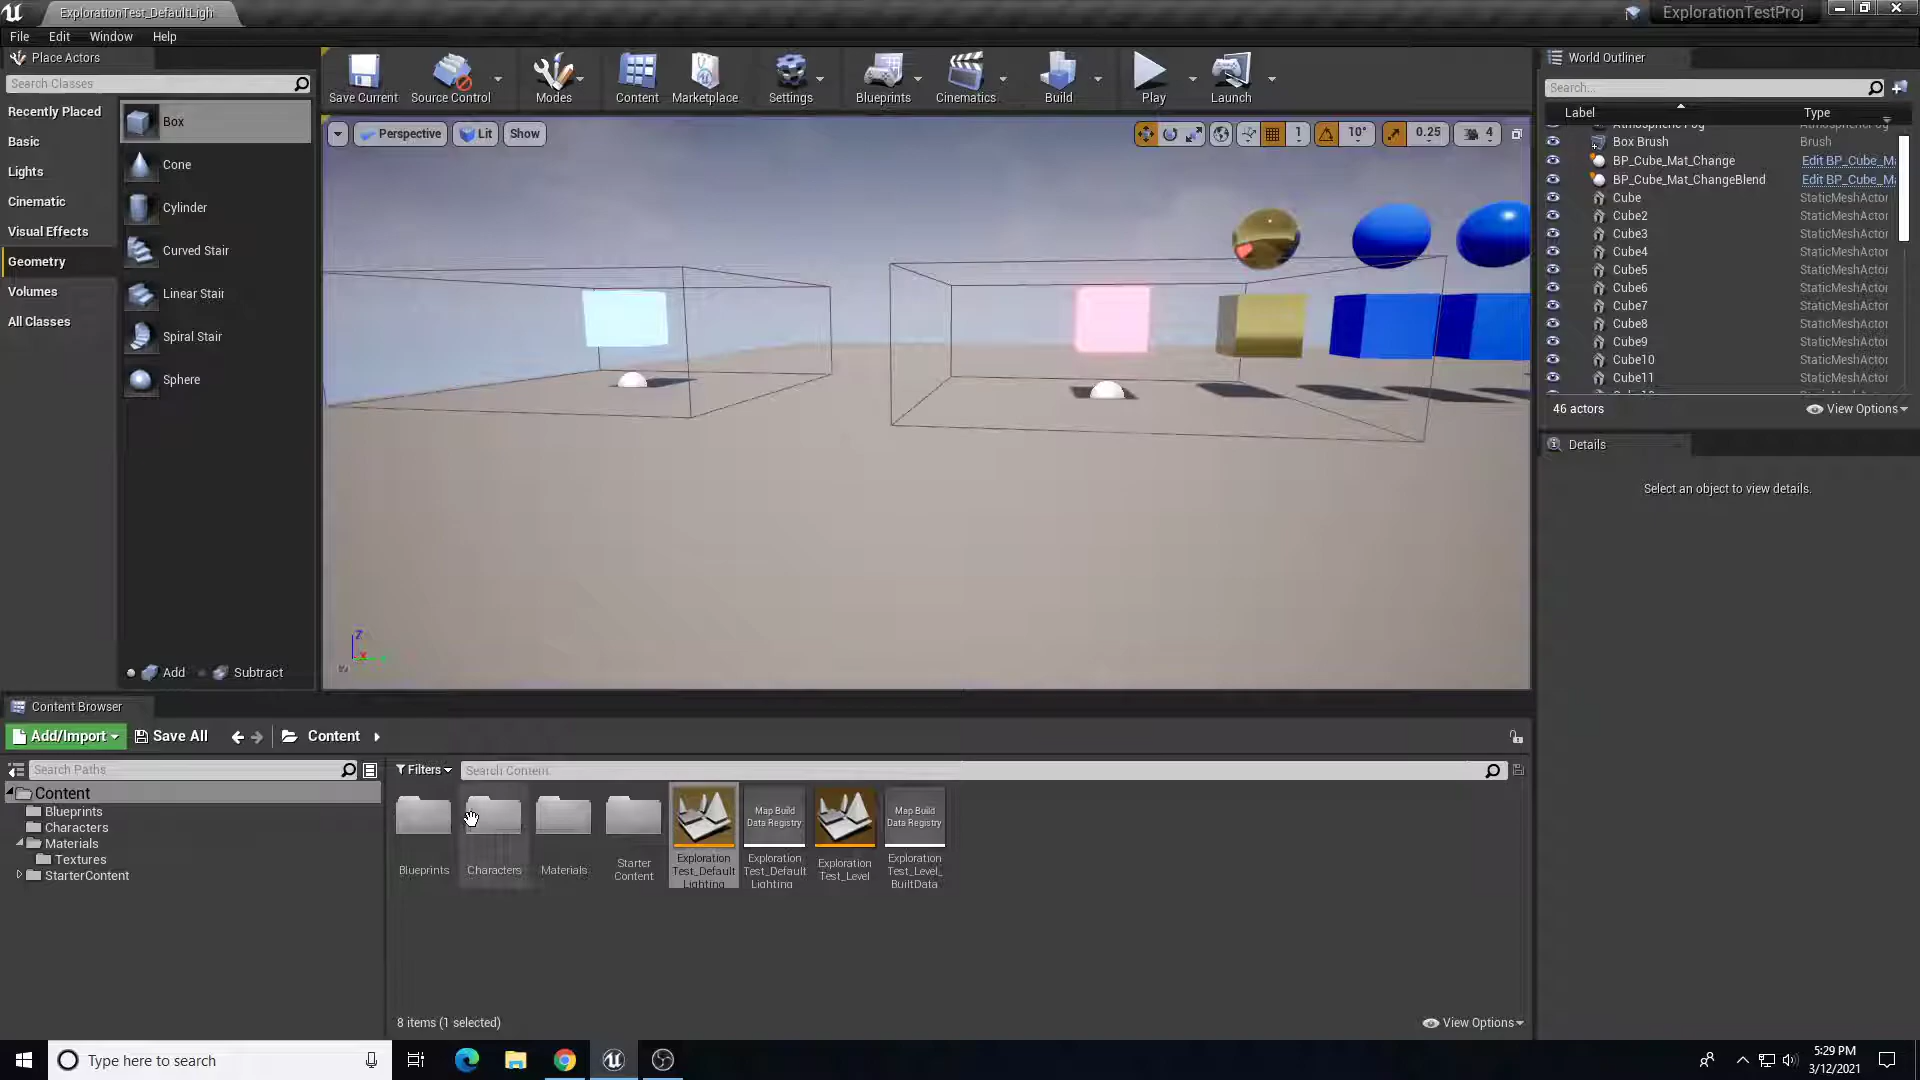 ExplorationTest_DefaultLigh
ExplorationTestProj
File Edit Window Help
Place Actors
Search Classes
Recently Placed
Basic
Lights
Cinematic
Visual Effects
Geometry
Volumes
All Classes
Box
Cone
Cylinder
Curved Stair
Linear Stair
Spiral Stair
Sphere
Add Subtract
Save Current Source Control Modes Content Marketplace Settings Blueprints Cinematics Build Play Launch
Perspective Lit Show
1 10° 0.25 4
Z
X
World Outliner
Search...
Label Type
Atmospheric Fog AtmosphericFog
Box Brush Brush
BP_Cube_Mat_Change Edit BP_Cube_Ma
BP_Cube_Mat_ChangeBlend Edit BP_Cube_Ma
Cube StaticMeshActor
Cube2 StaticMeshActor
Cube3 StaticMeshActor
Cube4 StaticMeshActor
Cube5 StaticMeshActor
Cube6 StaticMeshActor
Cube7 StaticMeshActor
Cube8 StaticMeshActor
Cube9 StaticMeshActor
Cube10 StaticMeshActor
Cube11 StaticMeshActor
46 actors View Options
Details
Select an object to view details.
Content Browser
Add/Import Save All Content
Search Paths
Content
Blueprints
Characters
Materials
Textures
StarterContent
Filters Search Content
Blueprints
Characters
Materials
Starter
Content
Exploration
Test_Default
Lighting
Map Build
Data Registry
Exploration
Test_Default
Lighting
Exploration
Test_Level
Map Build
Data Registry
Exploration
Test_Level_
BuiltData
8 items (1 selected) View Options
Type here to search
5:29 PM
3/12/2021